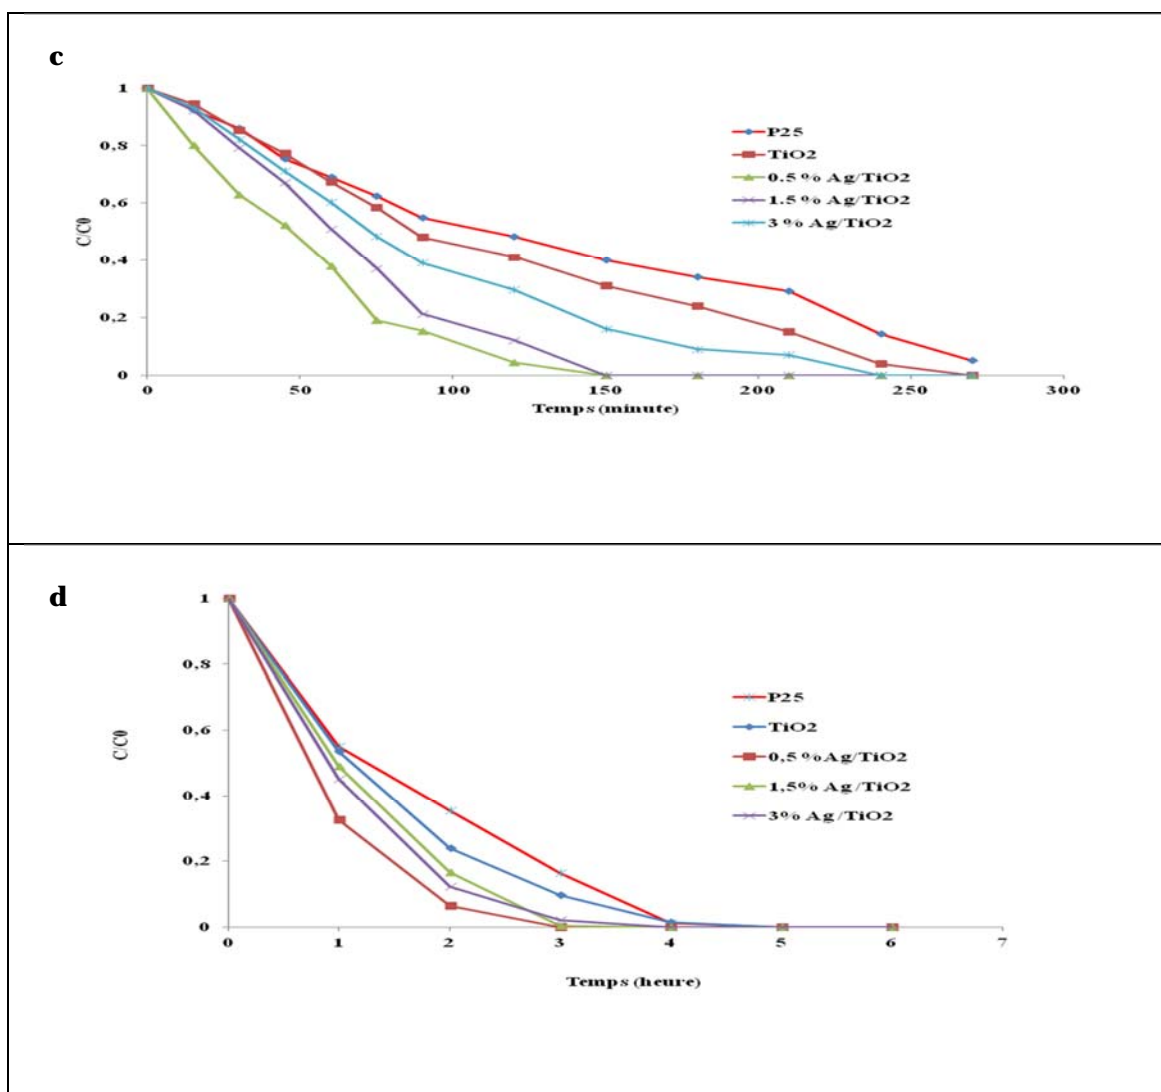 c
1
0,8
0,6
0,4
0,2
0
C/C0
0 50 100 150 200 250 300
Temps (minute)
P25
TiO2
0.5 % Ag/TiO2
1.5 % Ag/TiO2
3 % Ag/TiO2
d
1
0,8
0,6
0,4
0,2
0
C/C0
0 1 2 3 4 5 6 7
Temps (heure)
P25
TiO2
0,5 % Ag/TiO2
1,5% Ag/TiO2
3% Ag/TiO2